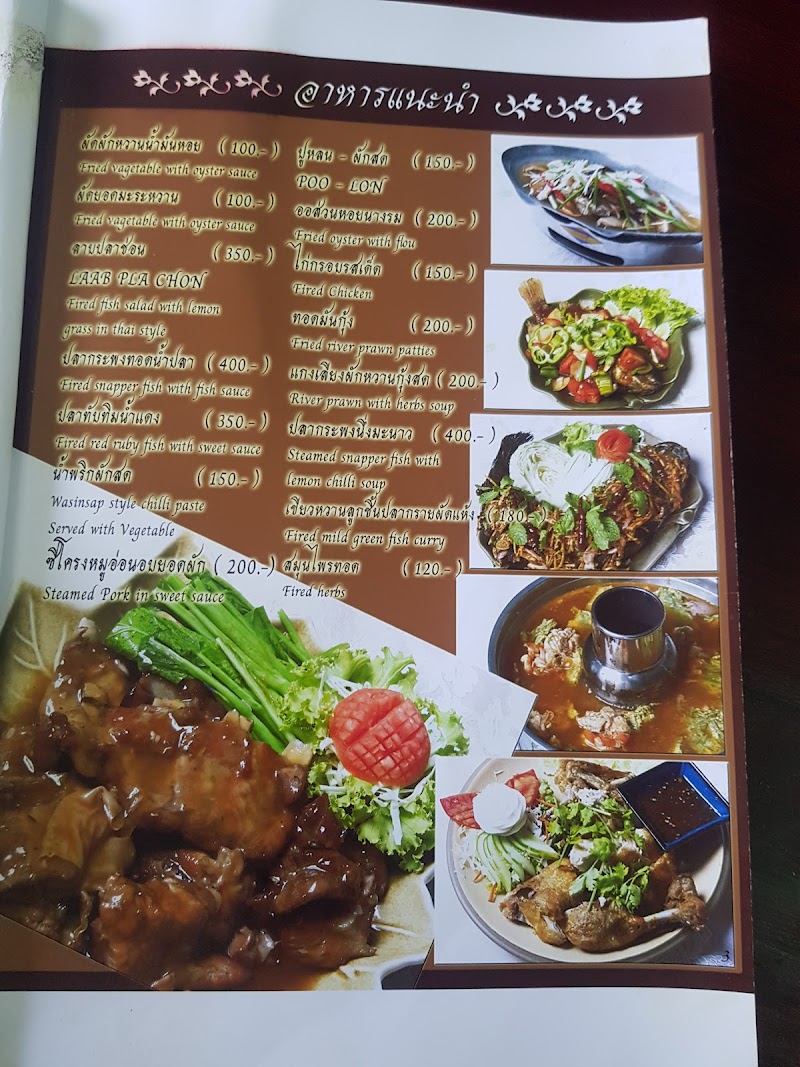 อาหารแนะนำ
ผัดผักหวานน้ำมันหอย (100.-)
Fried vagetable with oyster sauce
ผัดยอดมะระหวาน (100.-)
Fried vagetable with oyster sauce
ลาบปลาช่อน (350.-)
LAAB PLA CHON
Fired fish salad with lemon
grass in thai style
ปลากระพงทอดน้ำปลา (400.-)
Fired snapper fish with fish sauce
ปลาทับทิมน้ำแดง (350.-)
Fired red ruby fish with sweet sauce
น้ำพริกผักสด (150.-)
Wasinsap style chilli paste
Served with Vegetable
ซี่โครงหมูอ่อนอบยอดผัก (200.-)
Steamed Pork in sweet sauce
ปูหลน - ผักสด (150.-)
POO - LON
ออส่วนหอยนางรม (200.-)
Fried oyster with flou
ไก่กรอบรสเด็ด (150.-)
Fired Chicken
ทอดมันกุ้ง (200.-)
Fried river prawn patties
แกงเลียงผักหวานกุ้งสด (200.-)
River prawn with herbs soup
ปลากระพงนึ่งมะนาว (400.-)
Steamed snapper fish with
lemon chilli soup
เขียวหวานลูกชิ้นปลากรายผัดแห้ง (180.-)
Fired mild green fish curry
สมุนไพรทอด (120.-)
Fired herbs
3